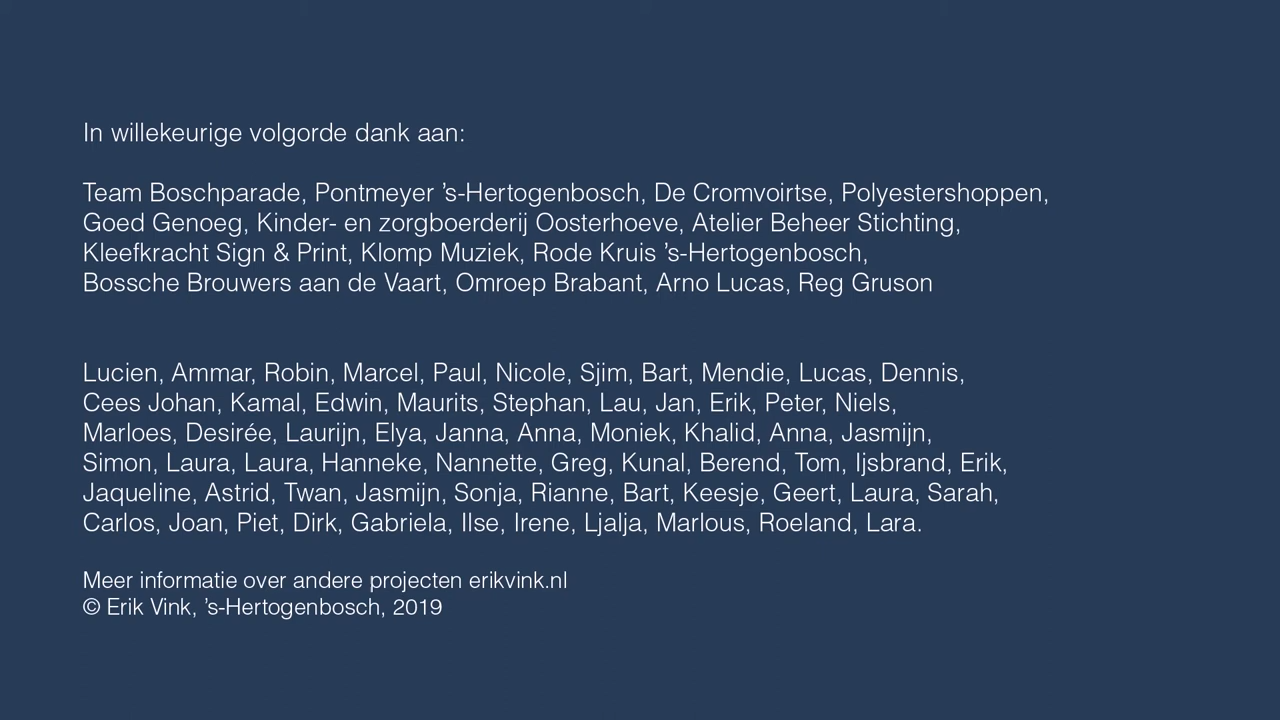 In willekeurige volgorde dank aan:
Team Boschparade, Pontmeyer ’s-Hertogenbosch, De Cromvoirtse, Polyestershoppen,
Goed Genoeg, Kinder- en zorgboerderij Oosterhoeve, Atelier Beheer Stichting,
Kleefkracht Sign & Print, Klomp Muziek, Rode Kruis ’s-Hertogenbosch,
Bossche Brouwers aan de Vaart, Omroep Brabant, Arno Lucas, Reg Gruson
Lucien, Ammar, Robin, Marcel, Paul, Nicole, Sjim, Bart, Mendie, Lucas, Dennis,
Cees Johan, Kamal, Edwin, Maurits, Stephan, Lau, Jan, Erik, Peter, Niels,
Marloes, Desirée, Laurijn, Elya, Janna, Anna, Moniek, Khalid, Anna, Jasmijn,
Simon, Laura, Laura, Hanneke, Nannette, Greg, Kunal, Berend, Tom, Ijsbrand, Erik,
Jaqueline, Astrid, Twan, Jasmijn, Sonja, Rianne, Bart, Keesje, Geert, Laura, Sarah,
Carlos, Joan, Piet, Dirk, Gabriela, Ilse, Irene, Ljalja, Marlous, Roeland, Lara.
Meer informatie over andere projecten erikvink.nl
© Erik Vink, ’s-Hertogenbosch, 2019